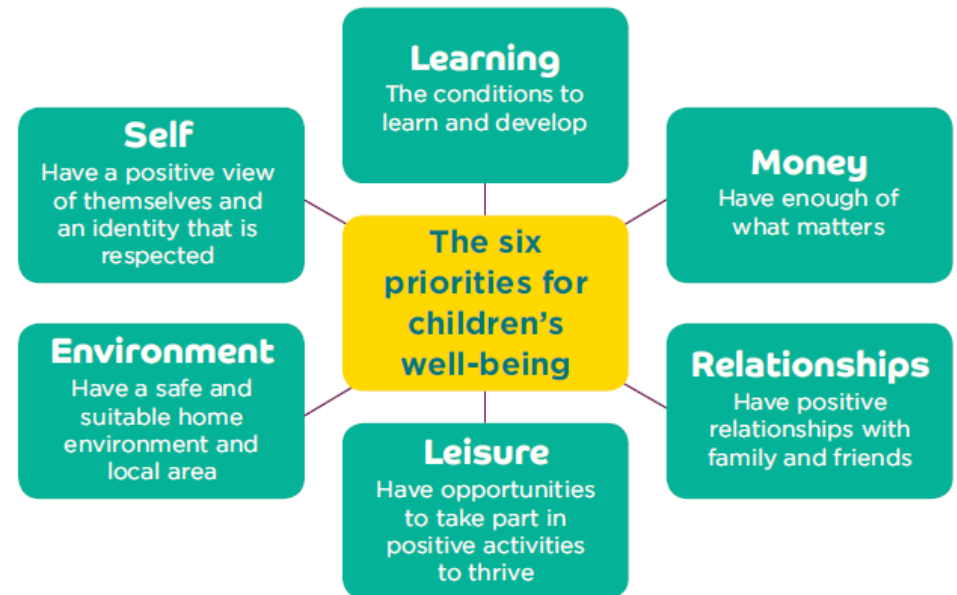 Learning
The conditions to
learn and develop
Self
Have a positive view
of themselves and
an identity that is
respected
Money
Have enough of
what matters
The six
priorities for
children's
well-being
Environment
Have a safe and
suitable home
environment and
local area
Relationships
Have positive
relationships with
family and friends
Leisure
Have opportunities
to take part in
positive activities
to thrive